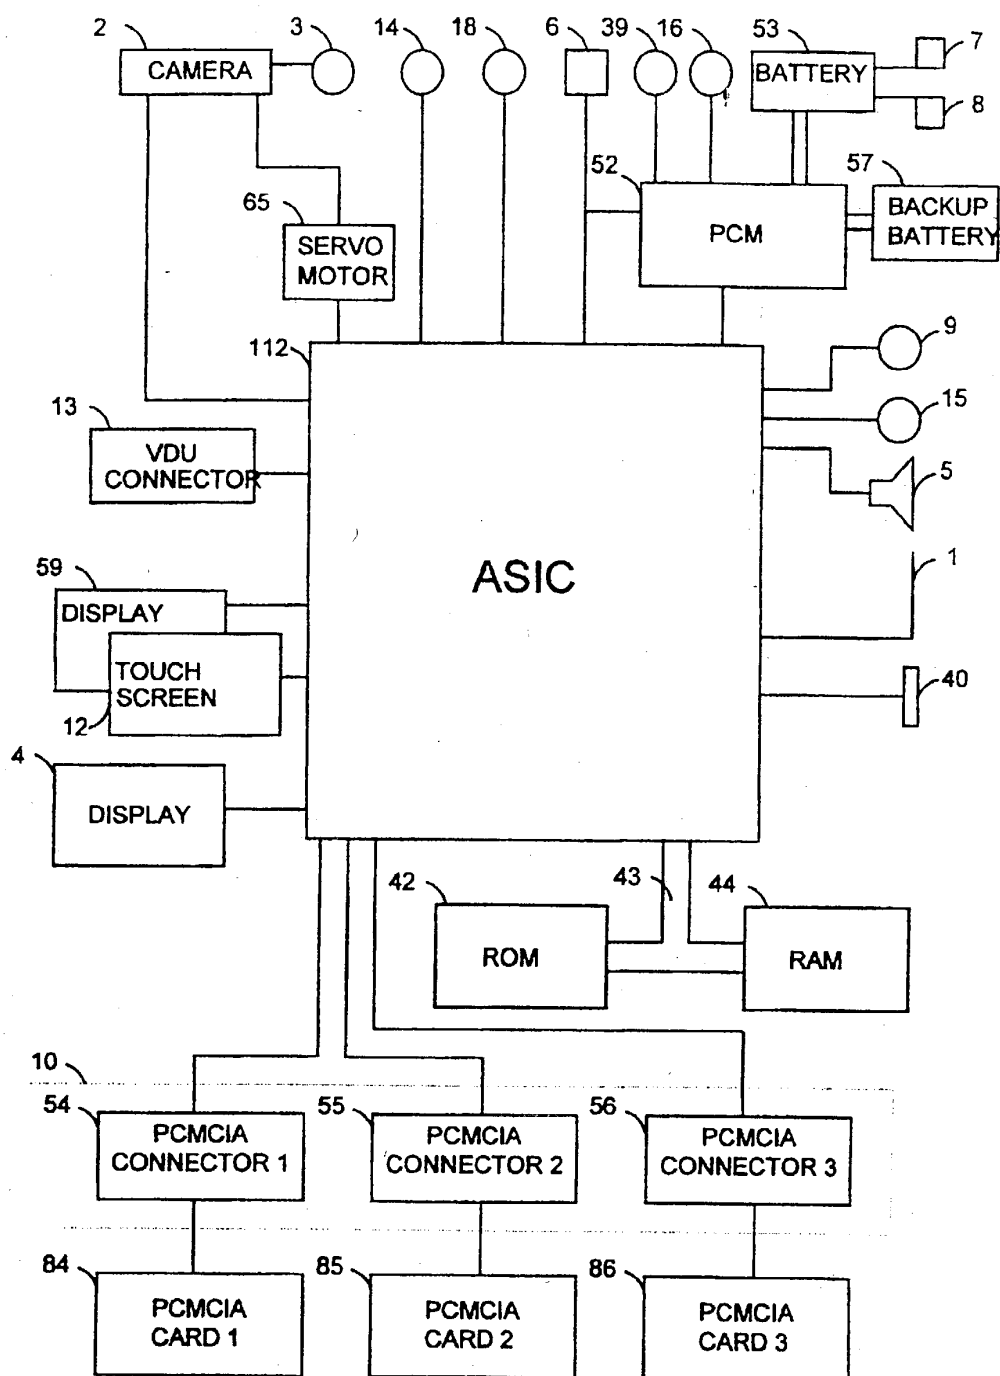 2
3
14
18
6
39
16
53
7
CAMERA
BATTERY
8
52
57
65
PCM
BACKUP
BATTERY
SERVO
MOTOR
112
9
13
15
VDU
CONNECTOR
5
ASIC
1
59
DISPLAY
TOUCH
SCREEN
12
40
4
DISPLAY
42
43
44
ROM
RAM
10
54
55
56
PCMCIA
CONNECTOR 1
PCMCIA
CONNECTOR 2
PCMCIA
CONNECTOR 3
84
85
86
PCMCIA
CARD 1
PCMCIA
CARD 2
PCMCIA
CARD 3